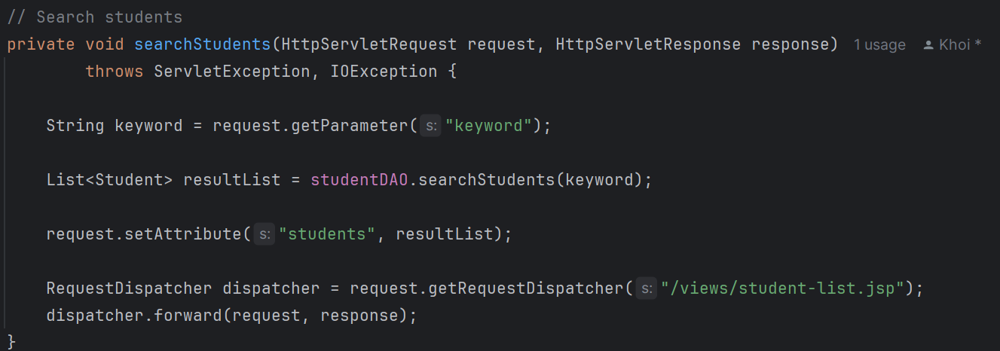 // Search students
private void searchStudents(HttpServletRequest request, HttpServletResponse response) 1 usage Khoi *
        throws ServletException, IOException {
    String keyword = request.getParameter( s: "keyword");
    List<Student> resultList = studentDAO.searchStudents(keyword);
    request.setAttribute( s: "students", resultList);
    RequestDispatcher dispatcher = request.getRequestDispatcher( s: "/views/student-list.jsp");
    dispatcher.forward(request, response);
}